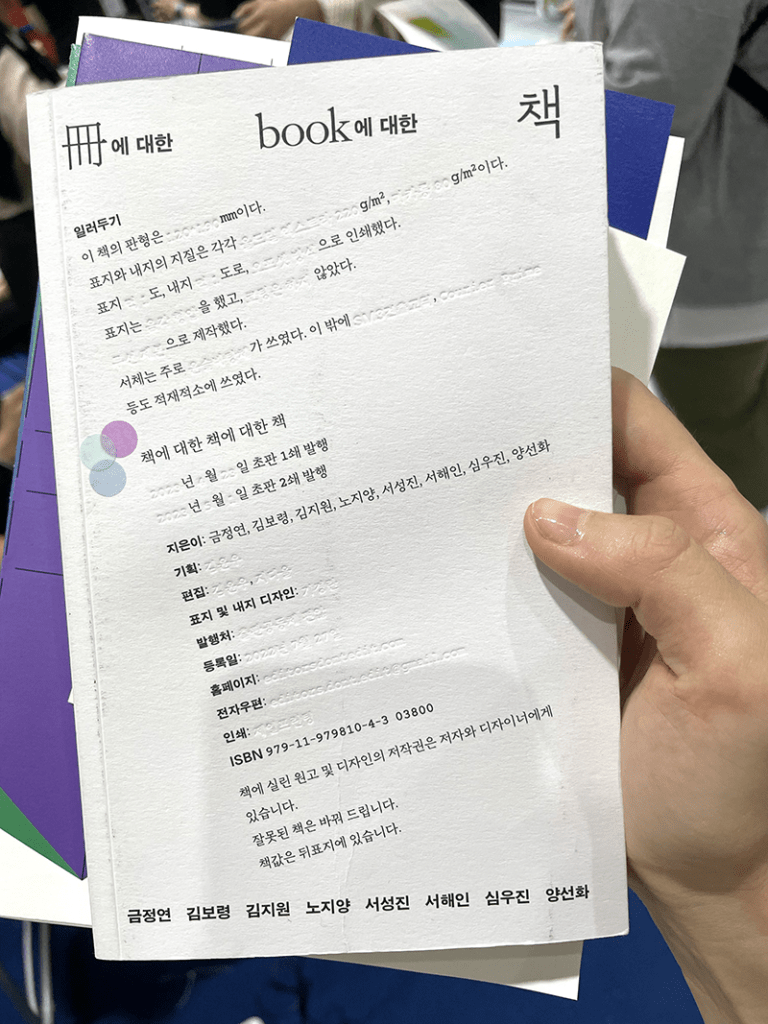 冊에 대한 book에 대한 책
일러두기
이 책의 판형은 mm이다.
표지와 내지의 지질은 각각 g/m², g/m²이다.
표지 도, 내지 도로, 으로 인쇄했다.
표지는 을 했고, 않았다.
으로 제작했다.
서체는 주로 가 쓰였다. 이 밖에 ,
등도 적재적소에 쓰였다.
책에 대한 책에 대한 책
년 월 일 초판 1쇄 발행
년 월 일 초판 2쇄 발행
지은이: 금정연, 김보령, 김지원, 노지양, 서성진, 서해인, 심우진, 양선화
기획:
편집:
표지 및 내지 디자인:
발행처:
등록일:
홈페이지:
전자우편:
인쇄:
ISBN 979-11-979810-4-3 03800
책에 실린 원고 및 디자인의 저작권은 저자와 디자이너에게
있습니다.
잘못된 책은 바꿔 드립니다.
책값은 뒤표지에 있습니다.
금정연 김보령 김지원 노지양 서성진 서해인 심우진 양선화